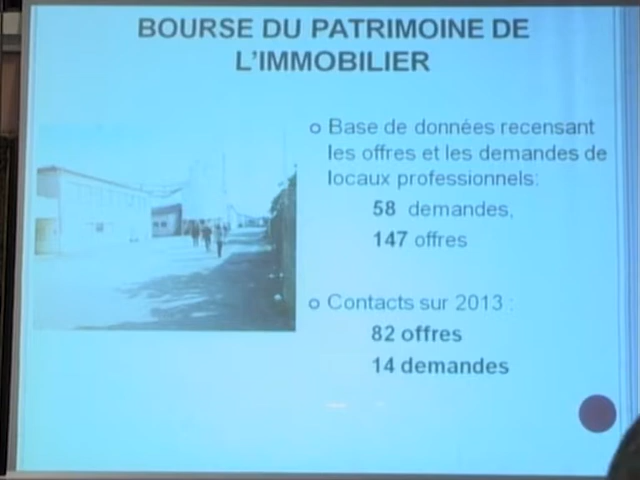 BOURSE DU PATRIMOINE DE
L'IMMOBILIER
o Base de données recensant
les offres et les demandes de
locaux professionnels:
58 demandes,
147 offres
o Contacts sur 2013 :
82 offres
14 demandes